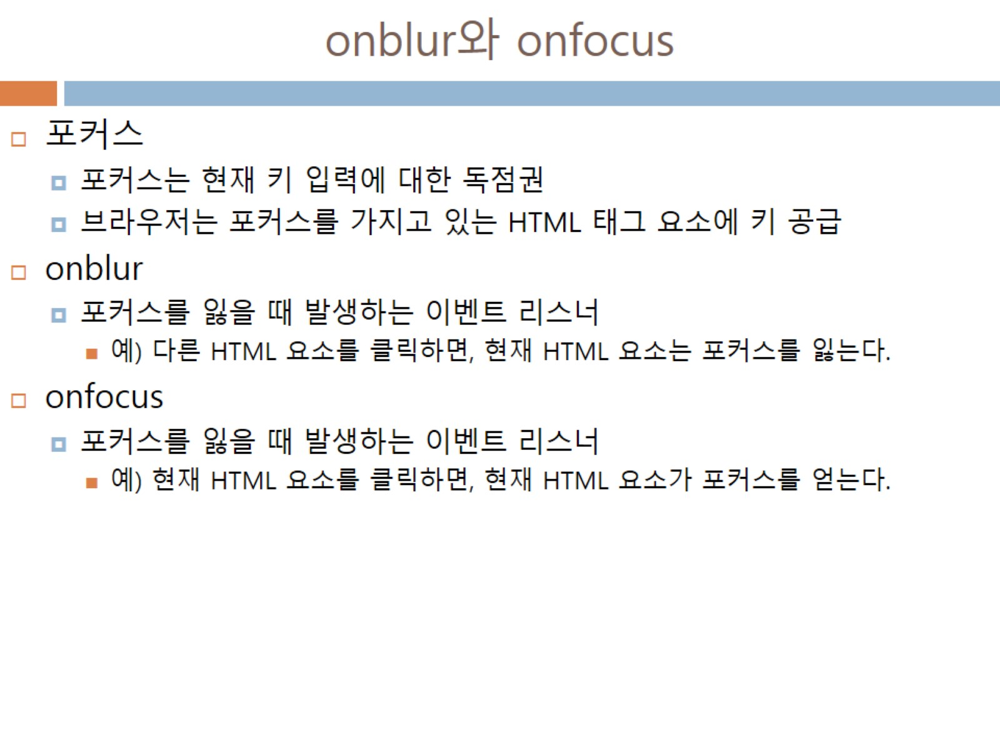 onblur와 onfocus
포커스
포커스는 현재 키 입력에 대한 독점권
브라우저는 포커스를 가지고 있는 HTML 태그 요소에 키 공급
onblur
포커스를 잃을 때 발생하는 이벤트 리스너
예) 다른 HTML 요소를 클릭하면, 현재 HTML 요소는 포커스를 잃는다.
onfocus
포커스를 잃을 때 발생하는 이벤트 리스너
예) 현재 HTML 요소를 클릭하면, 현재 HTML 요소가 포커스를 얻는다.